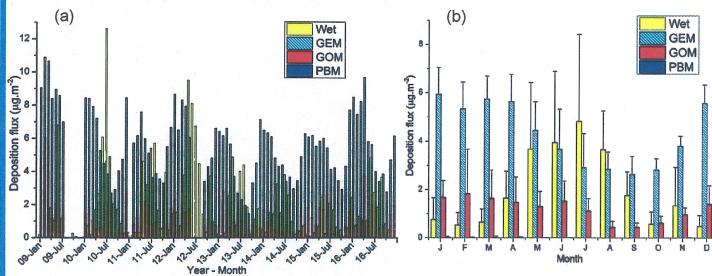 (a)
Wet
GEM
GOM
PBM
Deposition flux (µg.m⁻²)
12
10
8
6
4
2
0
09-Jan
09-Jul
10-Jan
10-Jul
11-Jan
11-Jul
12-Jan
12-Jul
13-Jan
13-Jul
14-Jan
14-Jul
15-Jan
15-Jul
16-Jan
16-Jul
Year - Month
(b)
Wet
GEM
GOM
PBM
Deposition flux (µg.m⁻²)
8
6
4
2
0
J F M A M J J A S O N D
Month